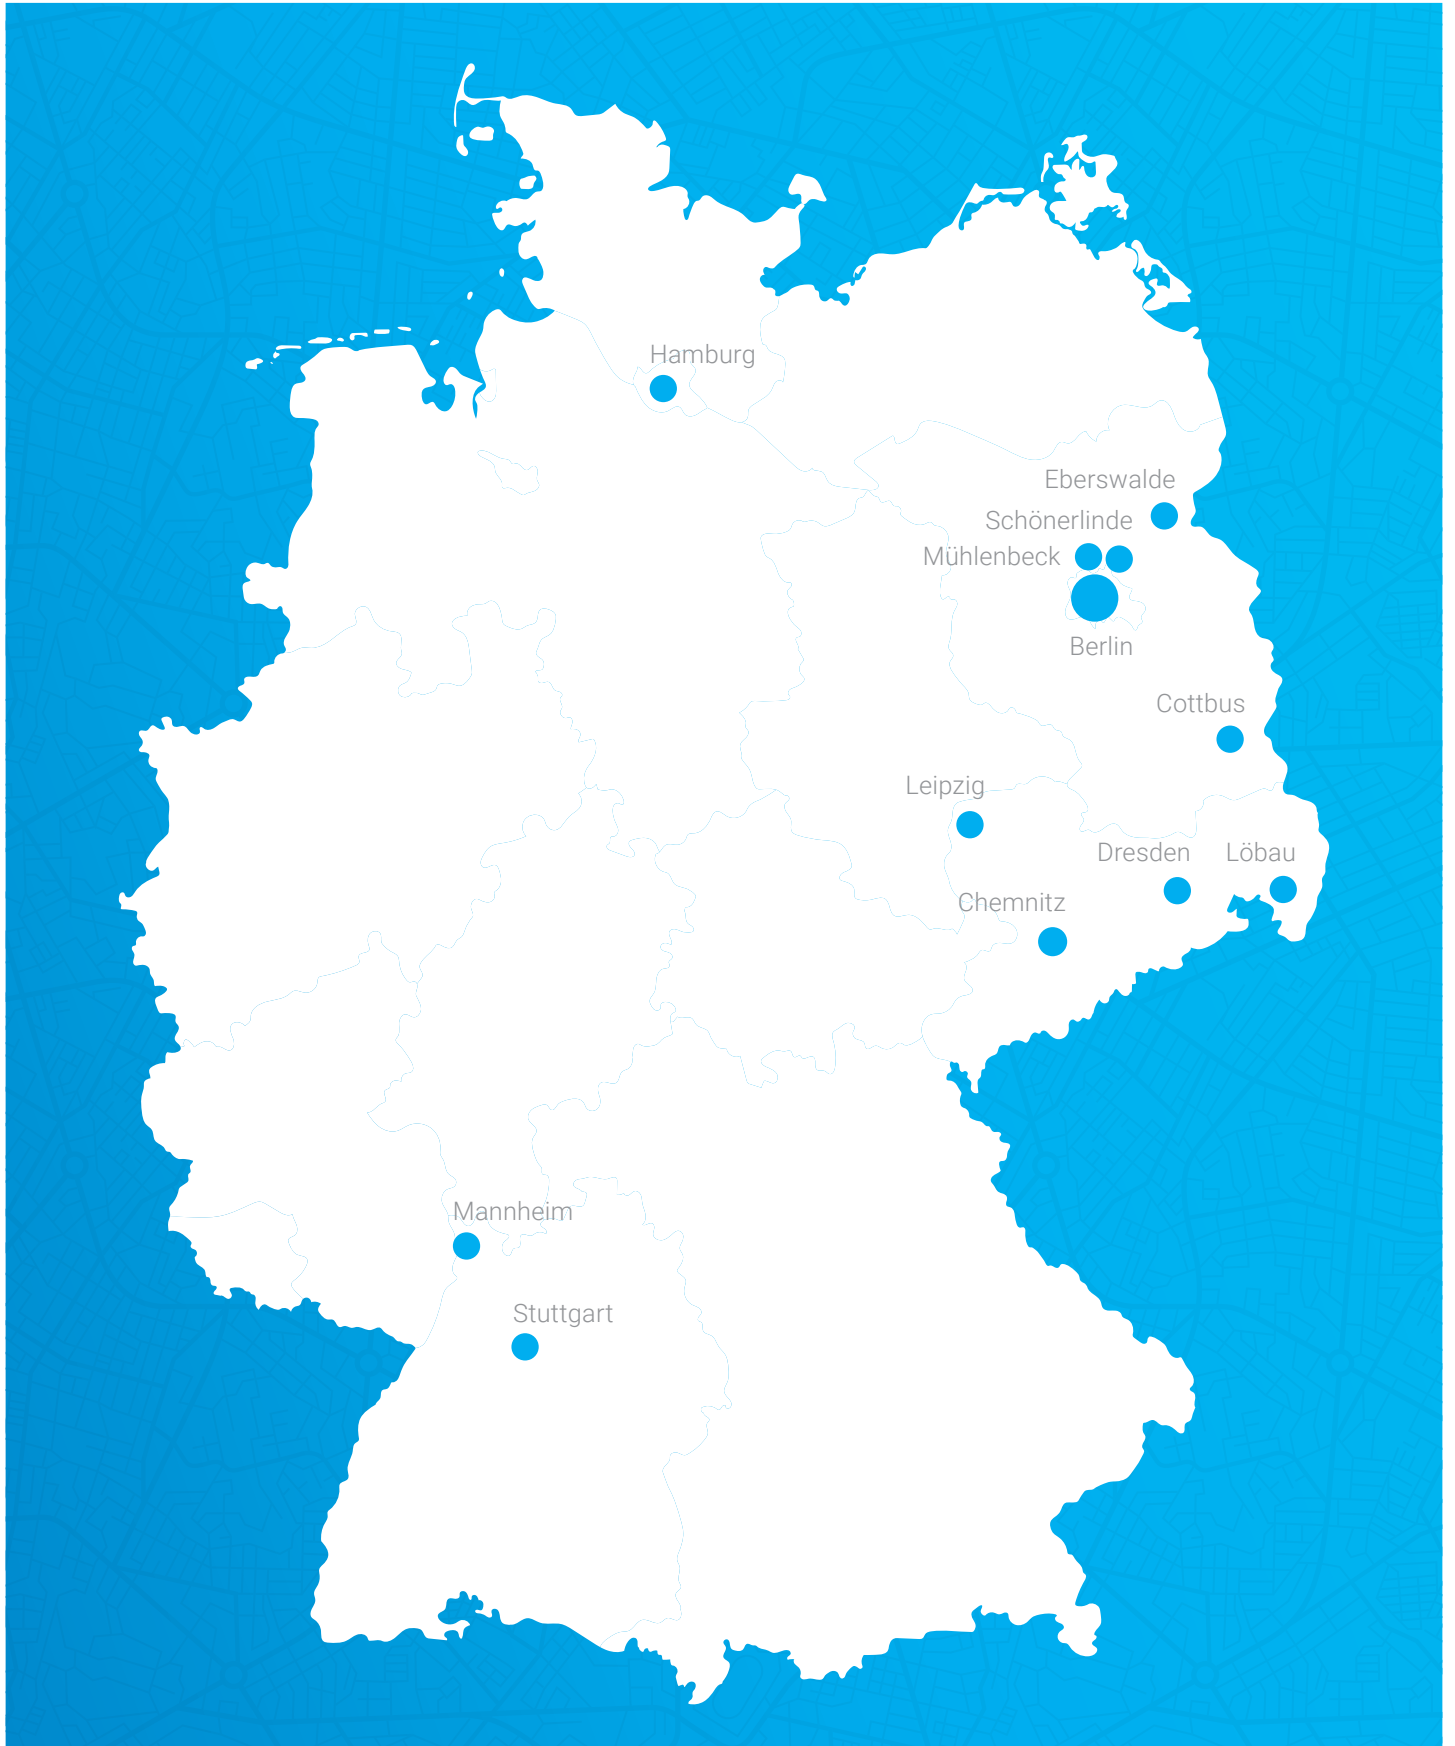 Hamburg
Eberswalde
Schönerlinde
Mühlenbeck
Berlin
Cottbus
Leipzig
Dresden
Löbau
Chemnitz
Mannheim
Stuttgart